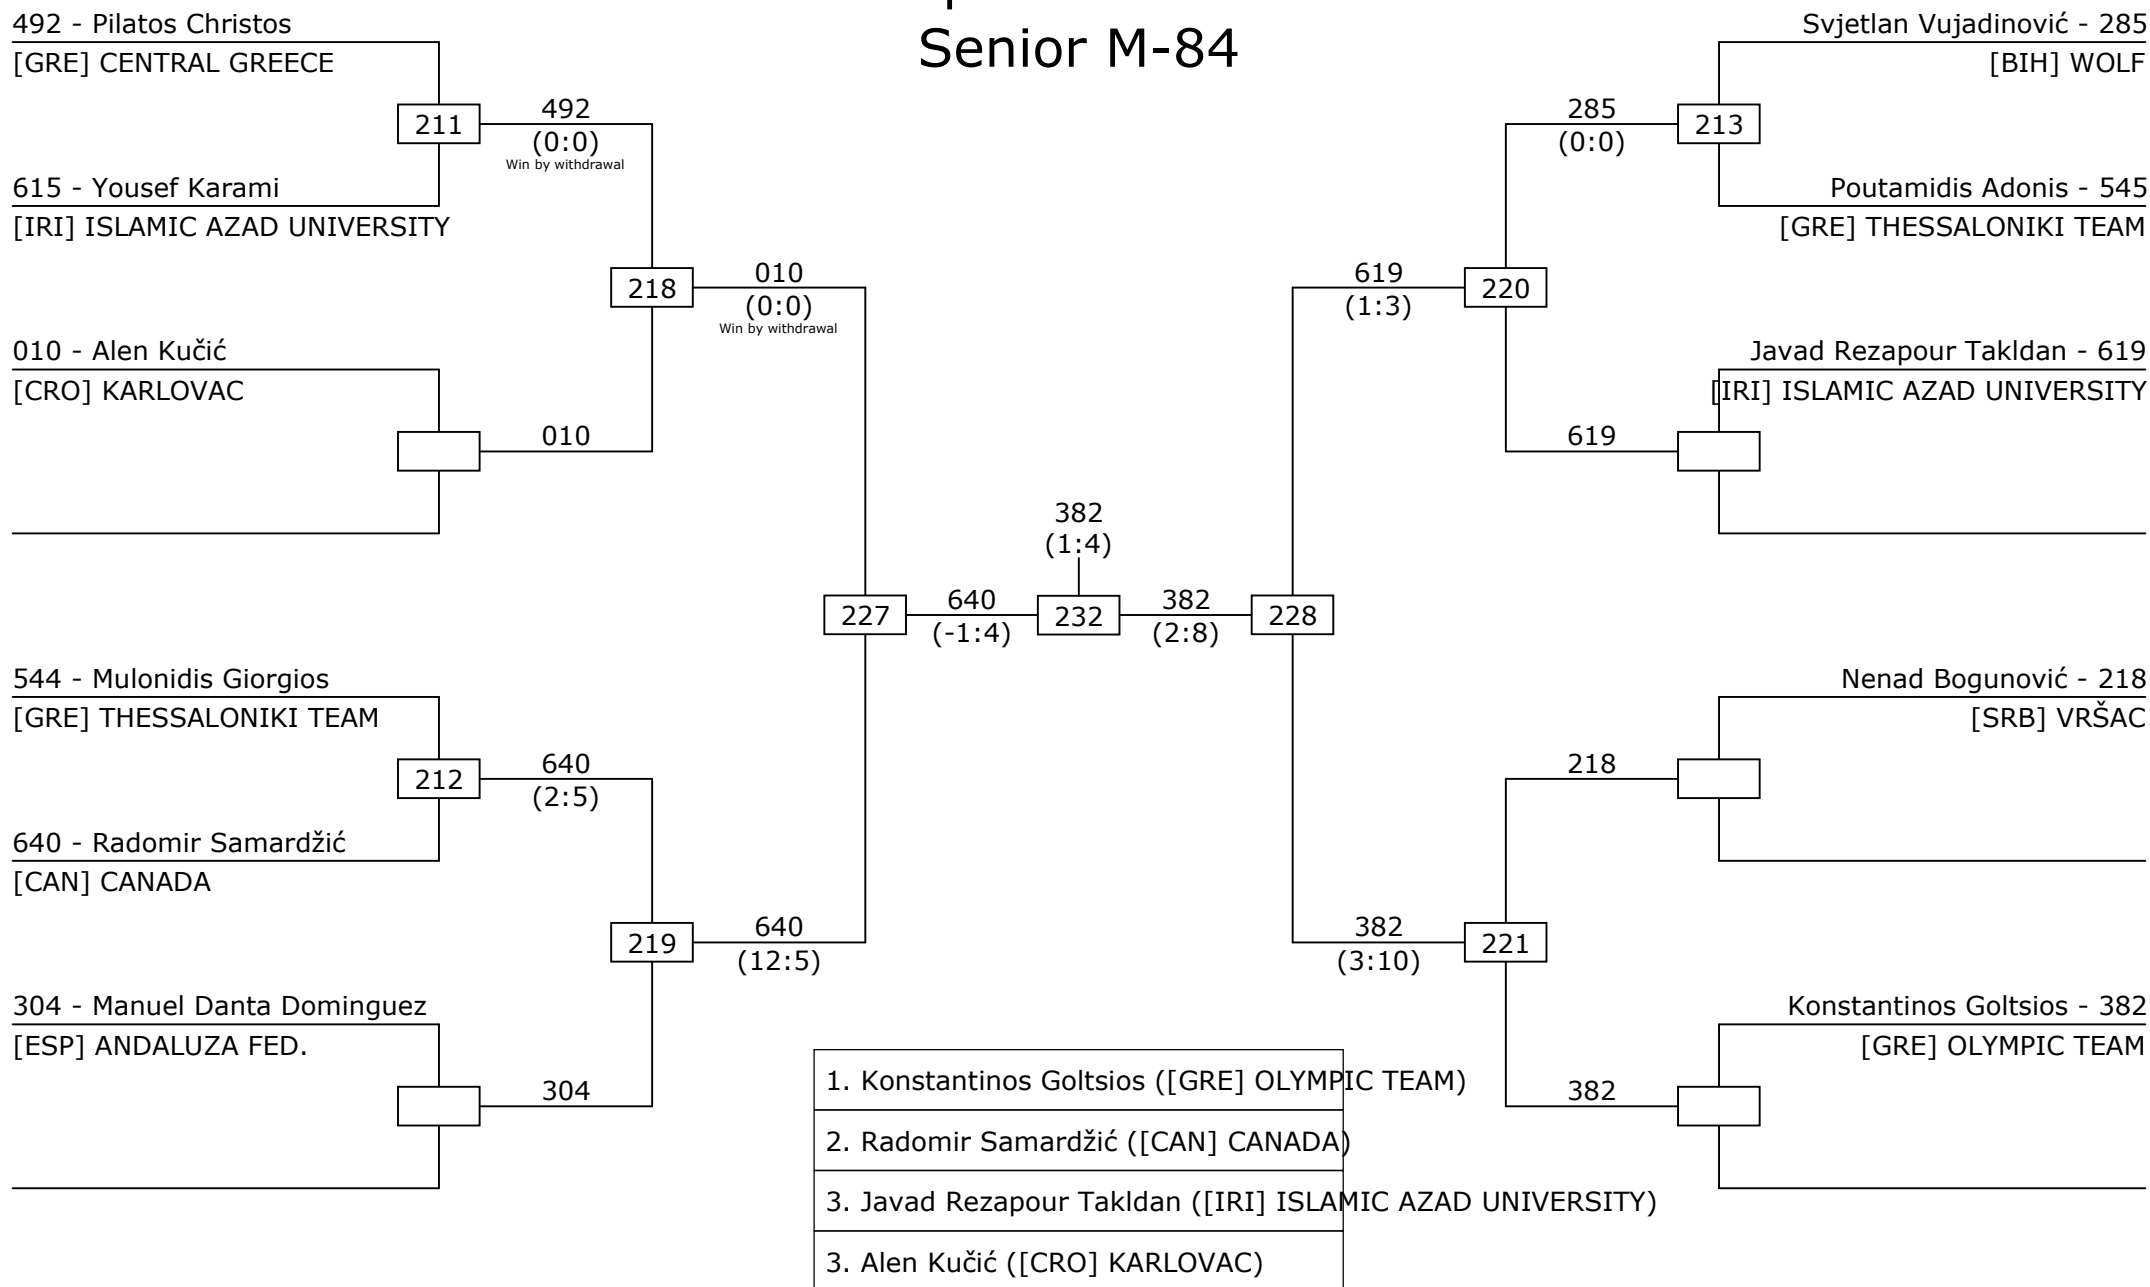 Senior M-84
492 - Pilatos Christos
[GRE] CENTRAL GREECE
211
492
(0:0)
Win by withdrawal
615 - Yousef Karami
[IRI] ISLAMIC AZAD UNIVERSITY
218
010
(0:0)
Win by withdrawal
010 - Alen Kučić
[CRO] KARLOVAC
010
544 - Mulonidis Giorgios
[GRE] THESSALONIKI TEAM
212
640
(2:5)
640 - Radomir Samardžić
[CAN] CANADA
219
640
(12:5)
304 - Manuel Danta Dominguez
[ESP] ANDALUZA FED.
304
227
640
(-1:4)
382
(1:4)
232
382
(2:8)
228
Svjetlan Vujadinović - 285
[BIH] WOLF
285
(0:0)
213
Poutamidis Adonis - 545
[GRE] THESSALONIKI TEAM
619
(1:3)
220
Javad Rezapour Takldan - 619
[IRI] ISLAMIC AZAD UNIVERSITY
619
Nenad Bogunović - 218
[SRB] VRŠAC
218
382
(3:10)
221
Konstantinos Goltsios - 382
[GRE] OLYMPIC TEAM
382
1. Konstantinos Goltsios ([GRE] OLYMPIC TEAM)
2. Radomir Samardžić ([CAN] CANADA)
3. Javad Rezapour Takldan ([IRI] ISLAMIC AZAD UNIVERSITY)
3. Alen Kučić ([CRO] KARLOVAC)